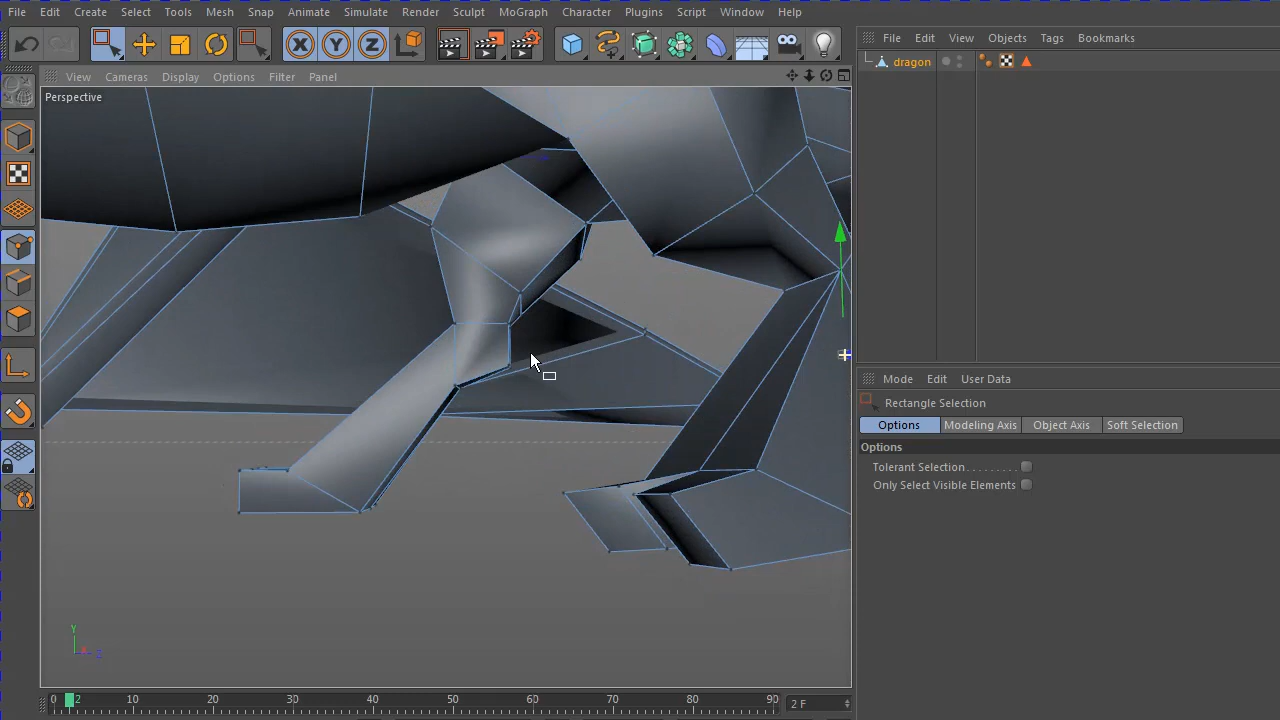 File Edit Create Select Tools Mesh Snap Animate Simulate Render Sculpt MoGraph Character Plugins Script Window Help
X Y Z
File Edit View Objects Tags Bookmarks
dragon
View Cameras Display Options Filter Panel
Perspective
Mode Edit User Data
Rectangle Selection
Options Modeling Axis Object Axis Soft Selection
Options
Tolerant Selection
Only Select Visible Elements
Y
Z
0 2 10 20 30 40 50 60 70 80 90
2 F